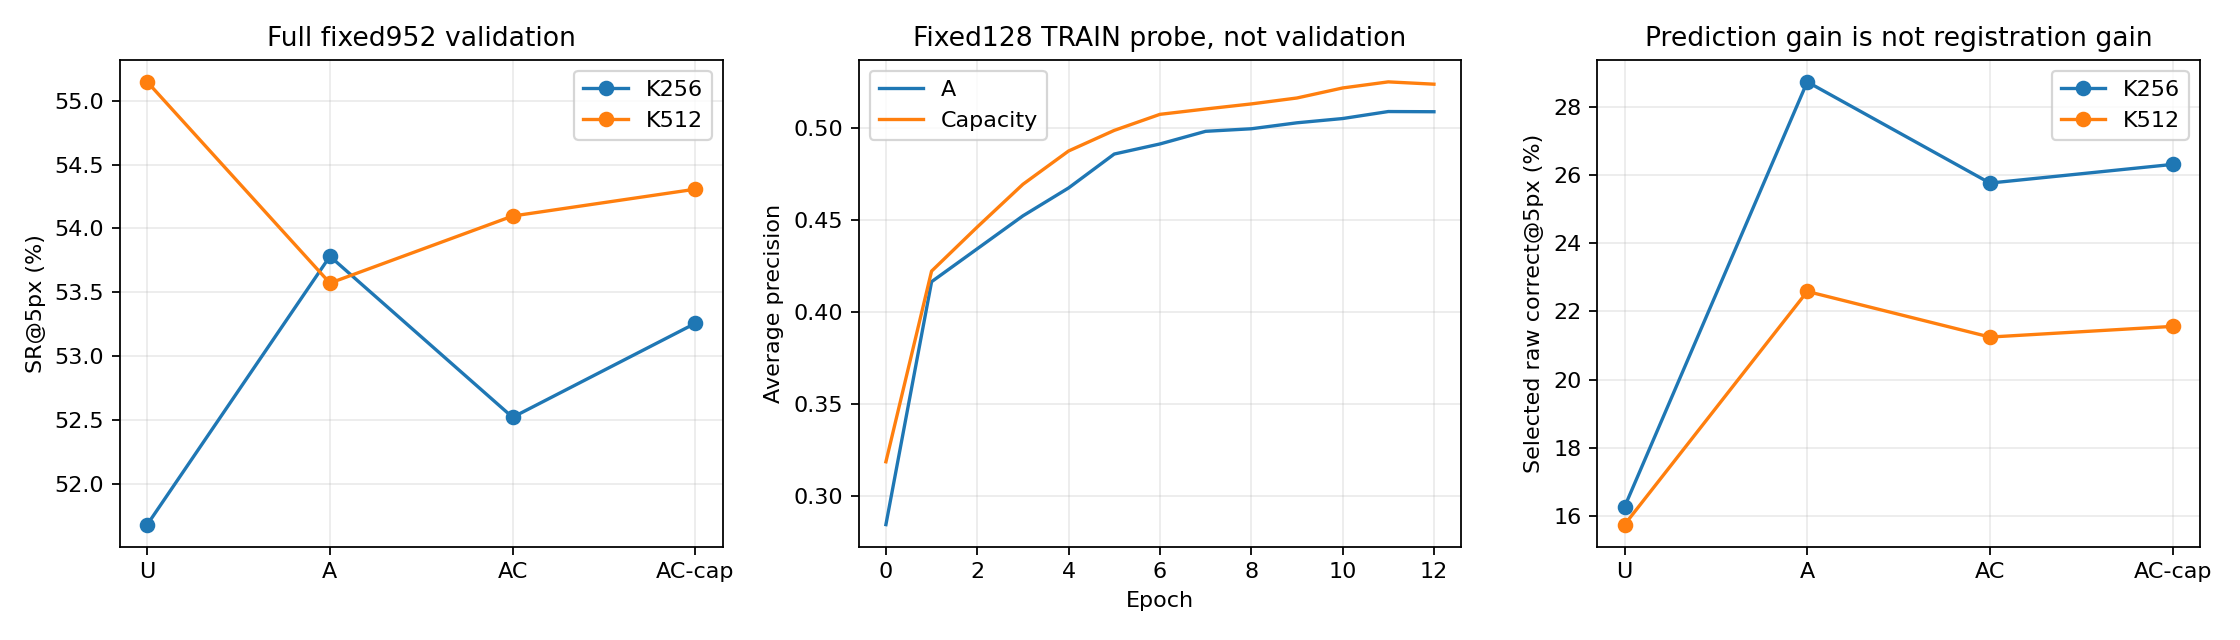 Full fixed952 validation
SR@5px (%)
55.0
54.5
54.0
53.5
53.0
52.5
52.0
U
A
AC
AC-cap
K256
K512
Fixed128 TRAIN probe, not validation
Average precision
0.50
0.45
0.40
0.35
0.30
0
2
4
6
8
10
12
Epoch
A
Capacity
Prediction gain is not registration gain
Selected raw correct@5px (%)
28
26
24
22
20
18
16
U
A
AC
AC-cap
K256
K512